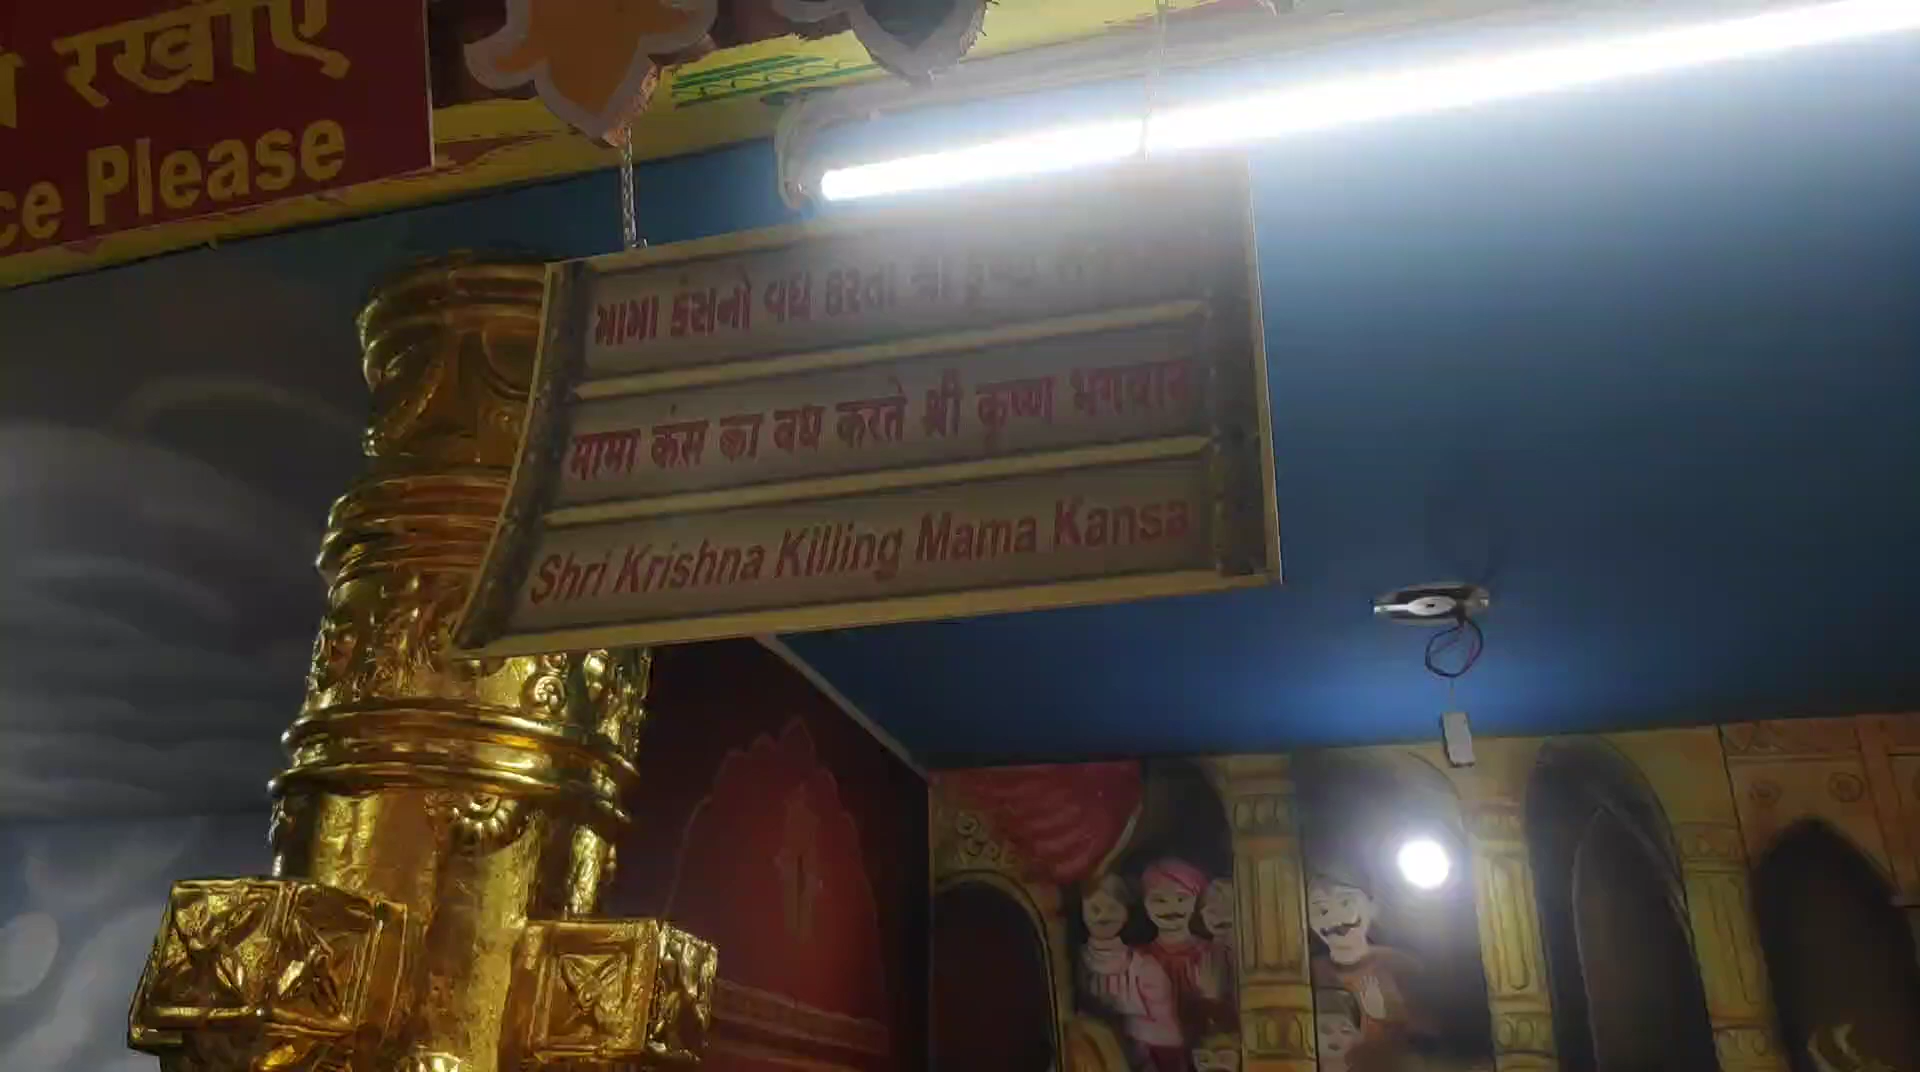 रखीए
ce Please
મામા કંસનો વધ કરતા શ્રી કૃષ્ણ
मामा कंस का वध करते श्री कृष्ण भगवान
Shri Krishna Killing Mama Kansa